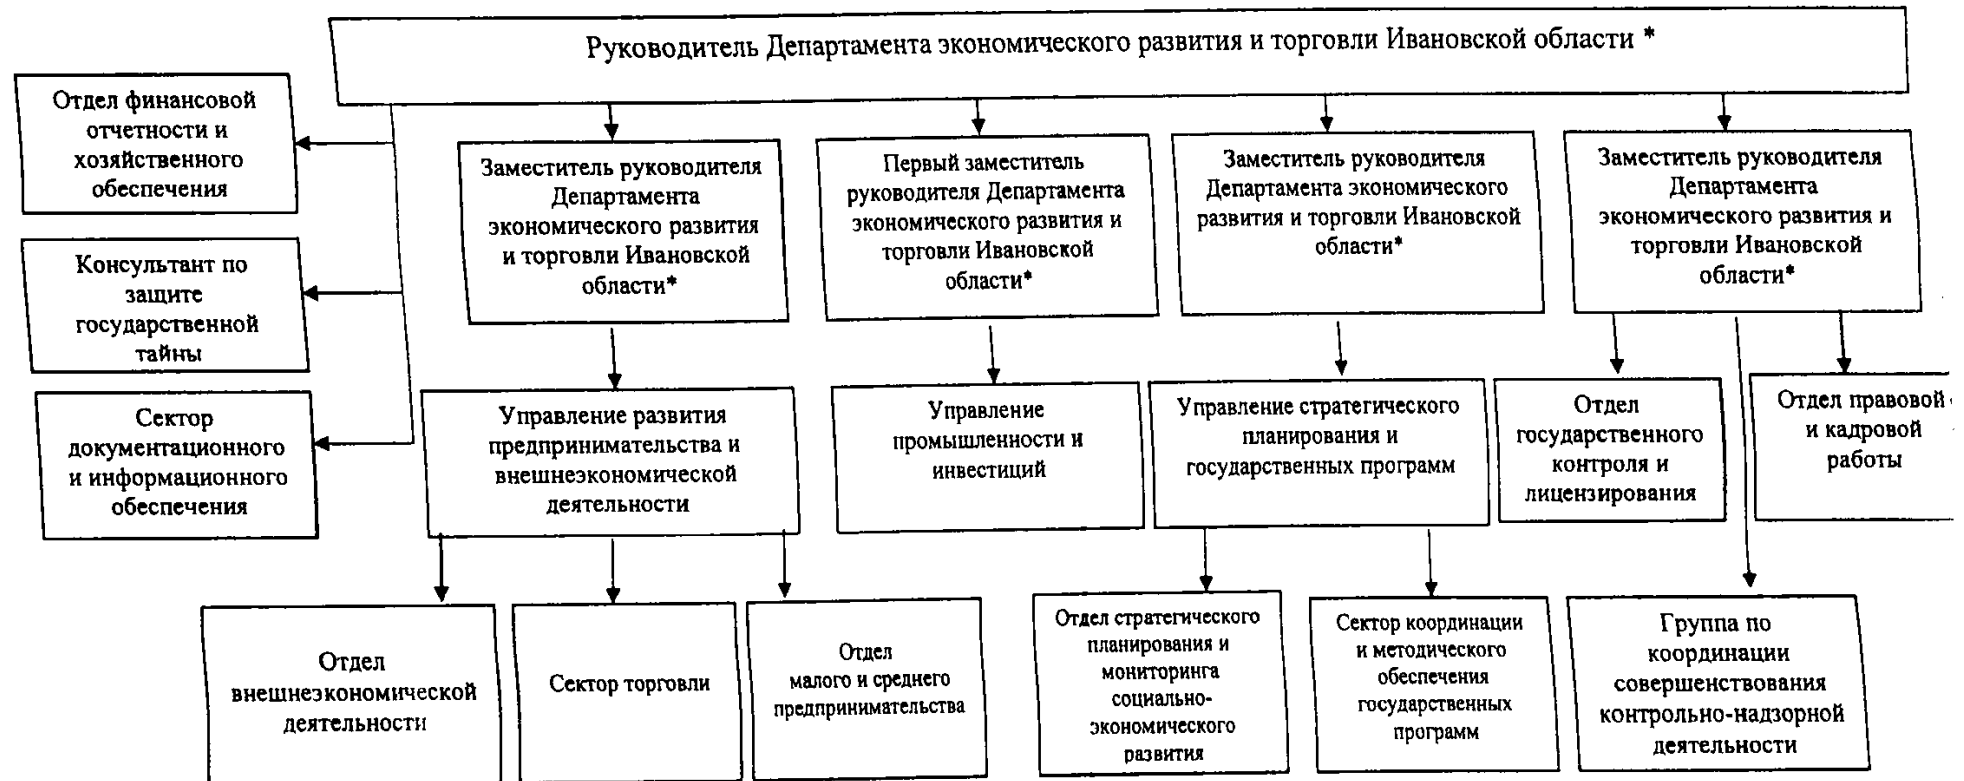 Руководитель Департамента экономического развития и торговли Ивановской области *
Отдел финансовой
отчетности и
хозяйственного
обеспечения
Консультант по
защите
государственной
тайны
Сектор
документационного
и информационного
обеспечения
Заместитель руководителя
Департамента
экономического развития
и торговли Ивановской
области*
Первый заместитель
руководителя Департамента
экономического развития и
торговли Ивановской
области*
Заместитель руководителя
Департамента экономического
развития и торговли Ивановской
области*
Заместитель руководителя
Департамента
экономического развития и
торговли Ивановской
области*
Управление развития
предпринимательства и
внешнеэкономической
деятельности
Управление
промышленности и
инвестиций
Управление стратегического
планирования и
государственных программ
Отдел
государственного
контроля и
лицензирования
Отдел правовой
и кадровой
работы
Отдел
внешнеэкономической
деятельности
Сектор торговли
Отдел
малого и среднего
предпринимательства
Отдел стратегического
планирования и
мониторинга
социально-
экономического
развития
Сектор координации
и методического
обеспечения
государственных
программ
Группа по
координации
совершенствования
контрольно-надзорной
деятельности